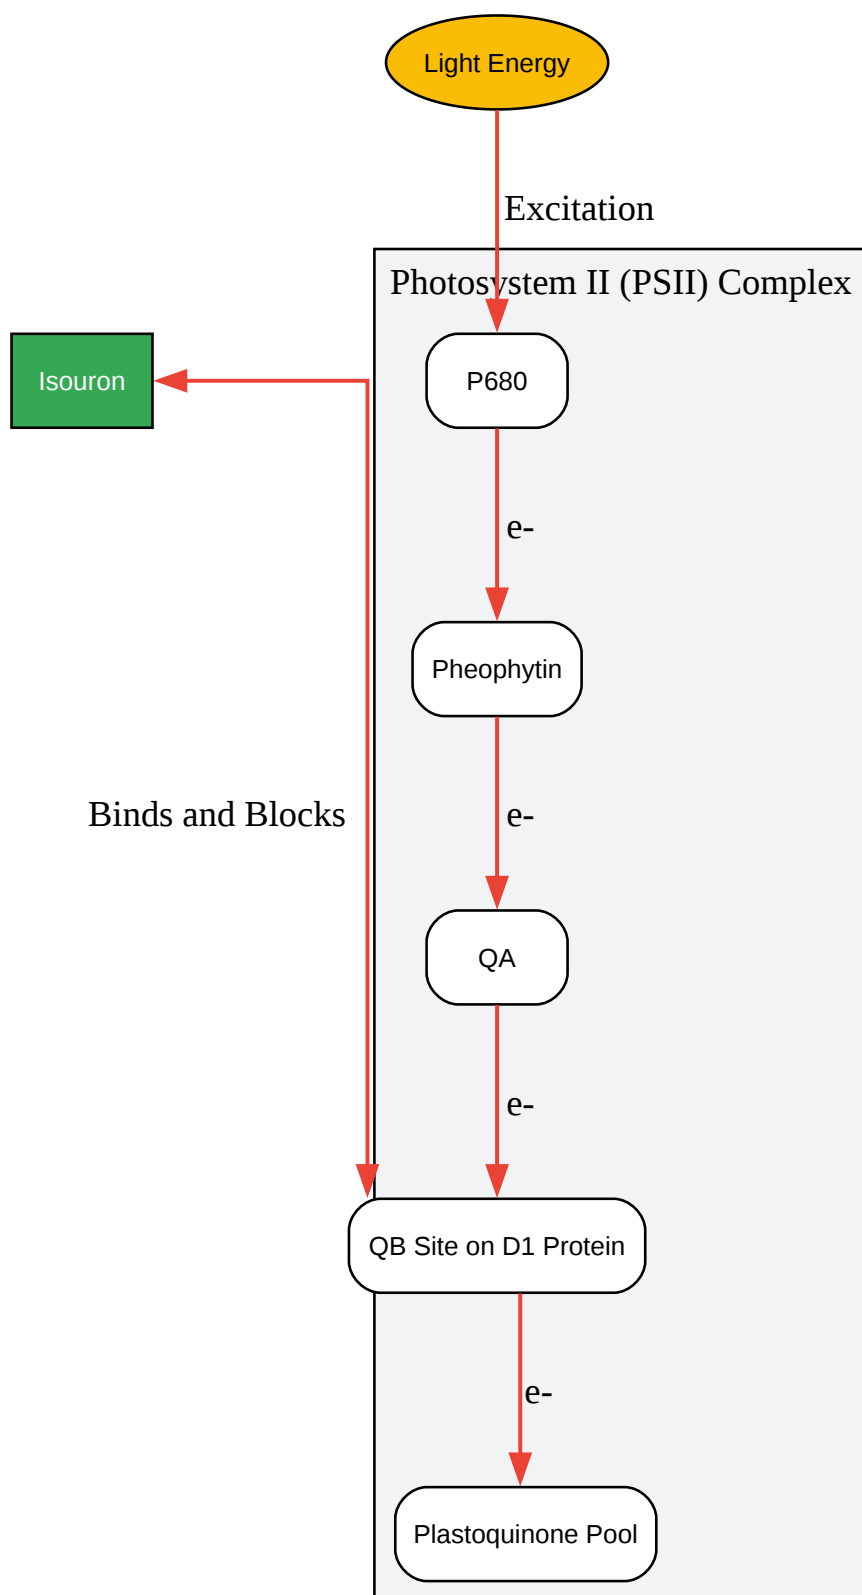 Light Energy
Excitation
Photosystem II (PSII) Complex
Isouron
P680
e-
Pheophytin
Binds and Blocks
e-
QA
e-
QB Site on D1 Protein
e-
Plastoquinone Pool